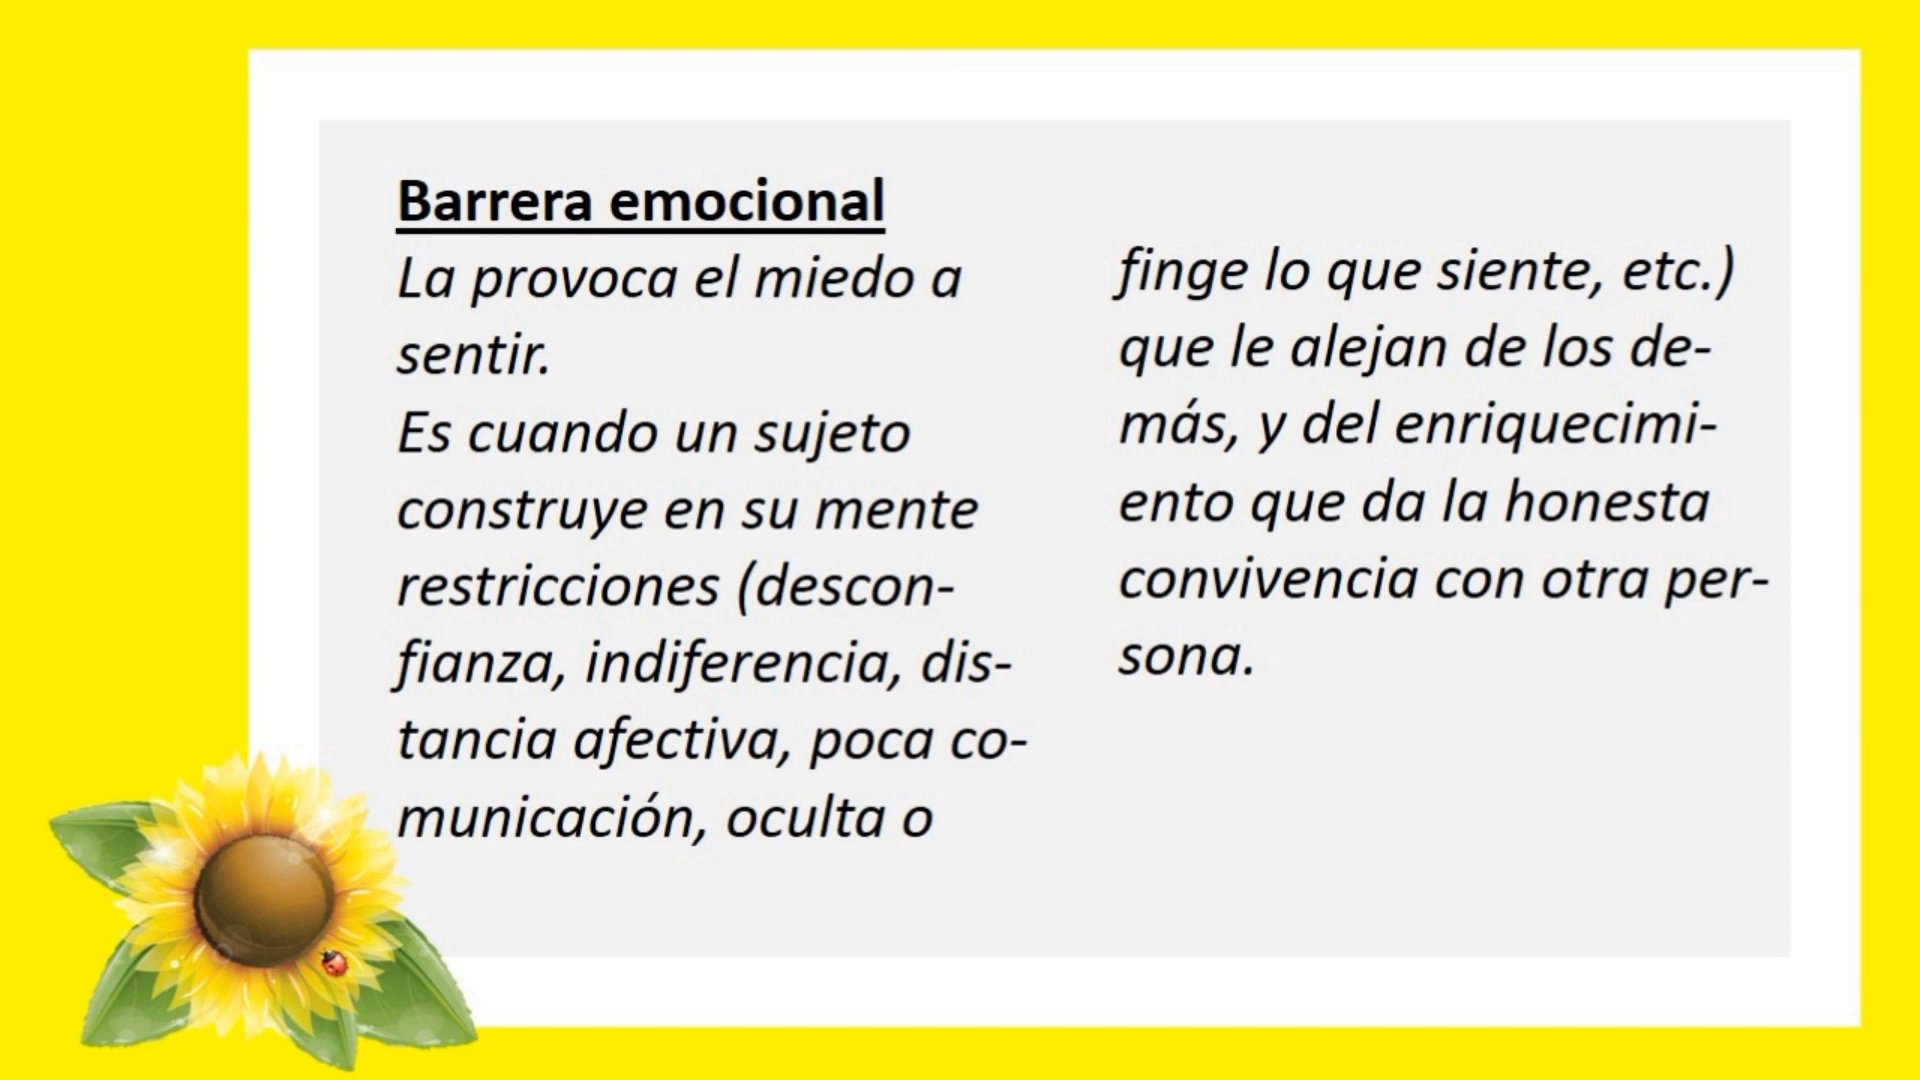 Barrera emocional
La provoca el miedo a
sentir.
Es cuando un sujeto
construye en su mente
restricciones (descon-
fianza, indiferencia, dis-
tancia afectiva, poca co-
municación, oculta o
finge lo que siente, etc.)
que le alejan de los de-
más, y del enriquecimi-
ento que da la honesta
convivencia con otra per-
sona.